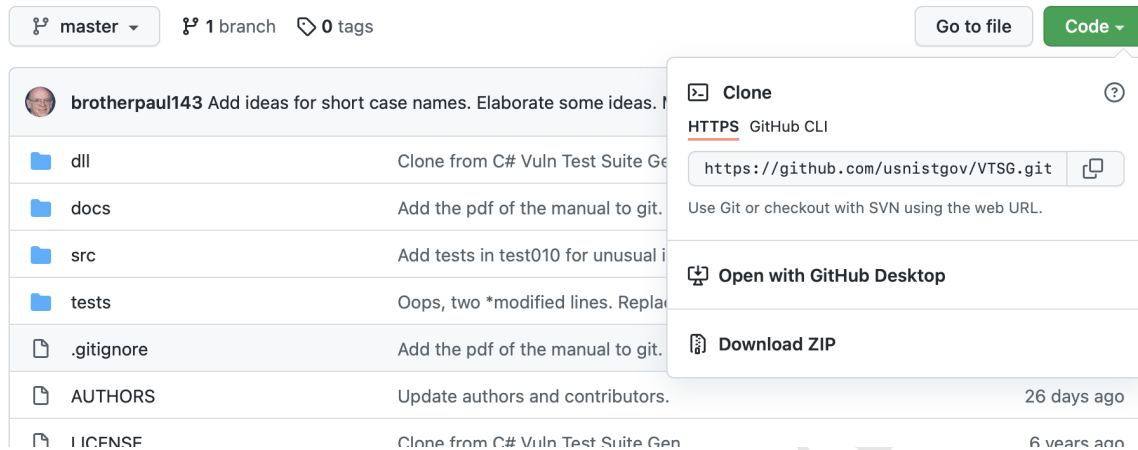 master 1 branch 0 tags Go to file Code
brotherpaul143 Add ideas for short case names. Elaborate some ideas.
Clone
HTTPS GitHub CLI
https://github.com/usnistgov/VTSG.git
Use Git or checkout with SVN using the web URL.
Open with GitHub Desktop
Download ZIP
dll Clone from C# Vuln Test Suite Ge
docs Add the pdf of the manual to git.
src Add tests in test010 for unusual i
tests Oops, two *modified lines. Repla
.gitignore Add the pdf of the manual to git.
AUTHORS Update authors and contributors. 26 days ago
LICENSE Clone from C# Vuln Test Suite Gen 6 years ago